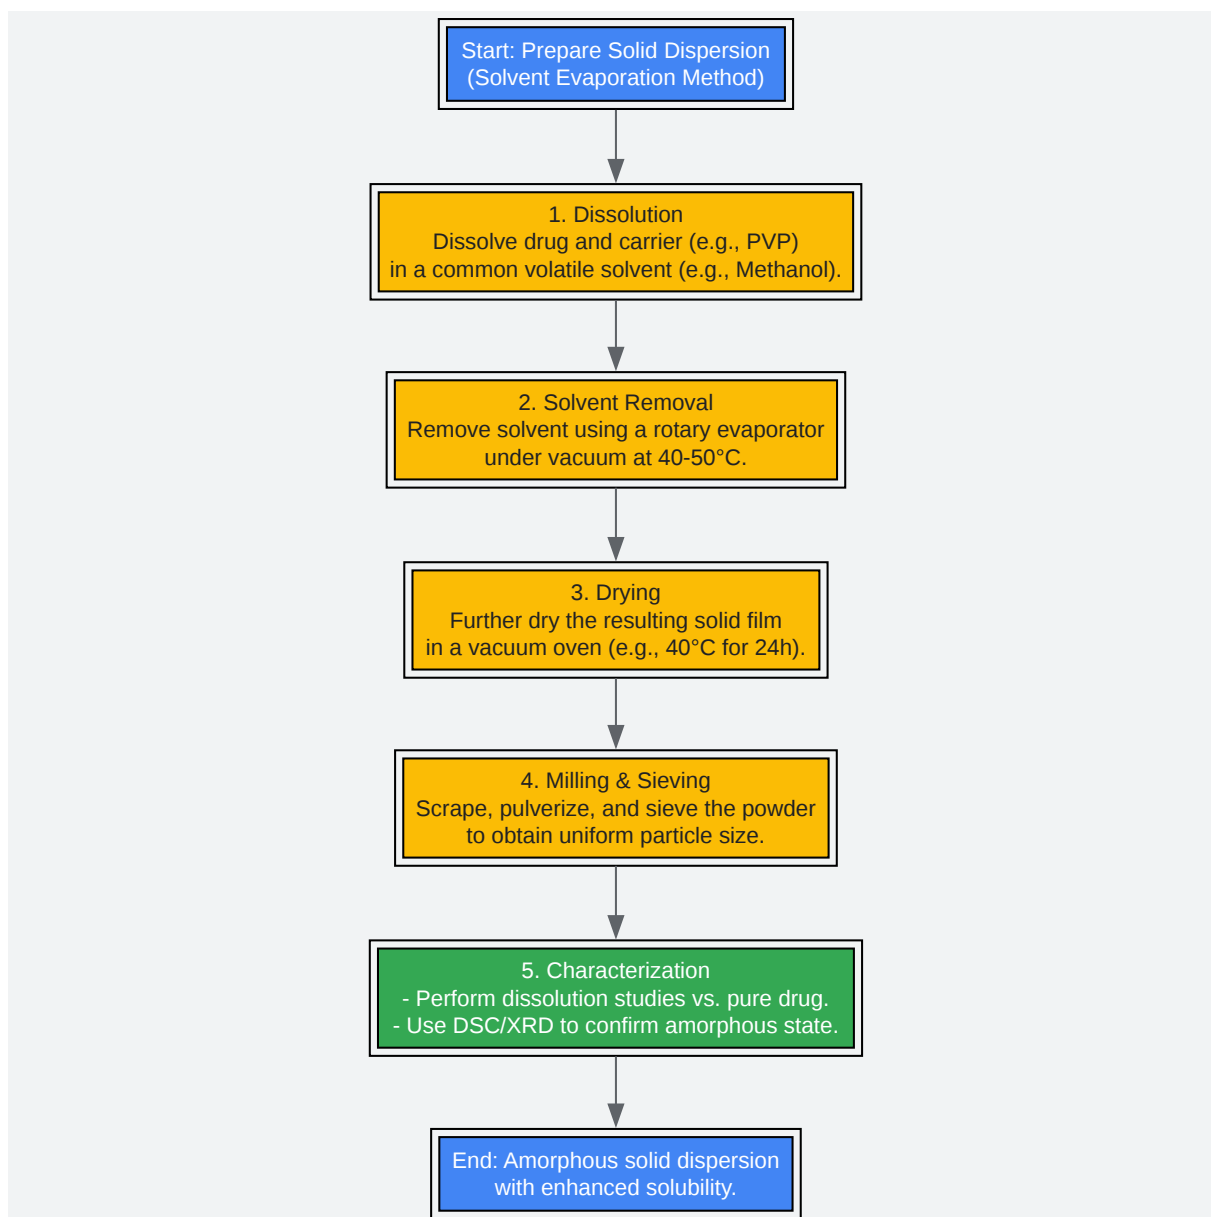 Start: Prepare Solid Dispersion
(Solvent Evaporation Method)
1. Dissolution
Dissolve drug and carrier (e.g., PVP)
in a common volatile solvent (e.g., Methanol).
2. Solvent Removal
Remove solvent using a rotary evaporator
under vacuum at 40-50°C.
3. Drying
Further dry the resulting solid film
in a vacuum oven (e.g., 40°C for 24h).
4. Milling & Sieving
Scrape, pulverize, and sieve the powder
to obtain uniform particle size.
5. Characterization
- Perform dissolution studies vs. pure drug.
- Use DSC/XRD to confirm amorphous state.
End: Amorphous solid dispersion
with enhanced solubility.